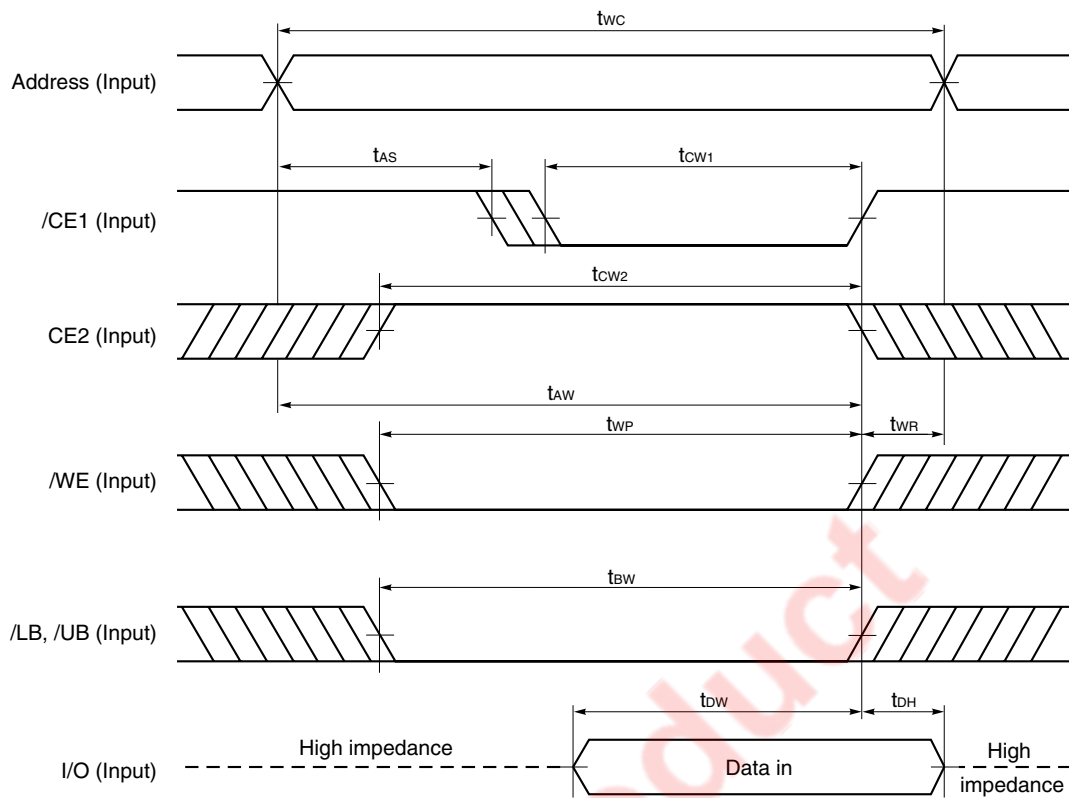 tWC
Address (Input)
tAS
tCW1
/CE1 (Input)
tCW2
CE2 (Input)
tAW
tWP
tWR
/WE (Input)
tBW
/LB, /UB (Input)
tDW
tDH
High impedance
Data in
High
impedance
I/O (Input)
oduct